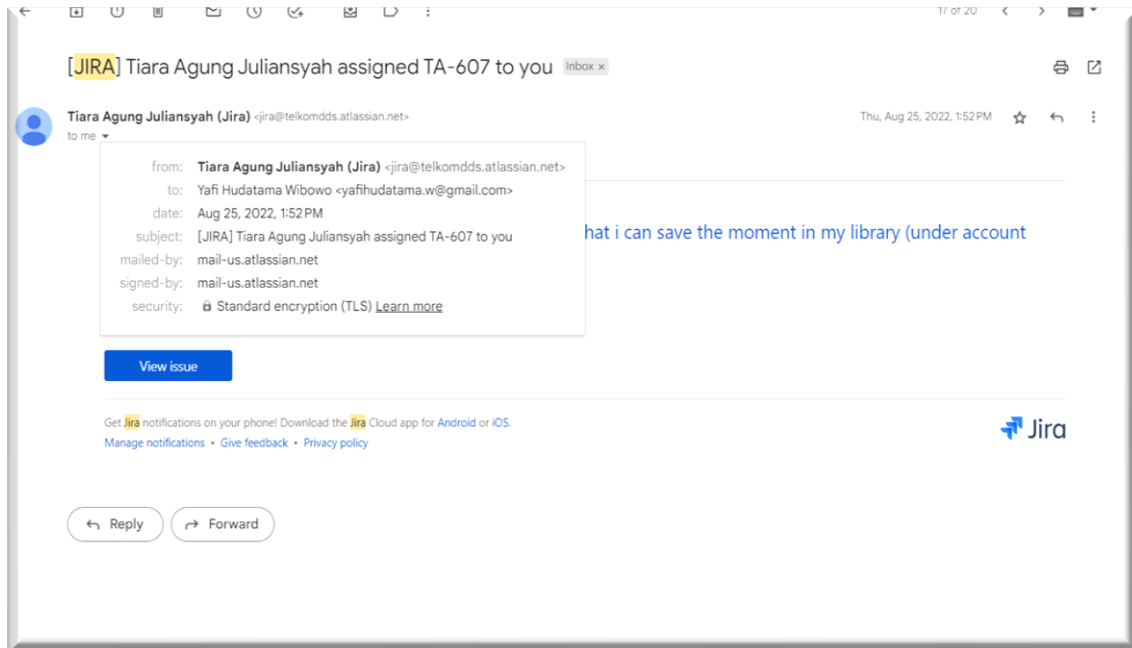 17 of 20
[JIRA] Tiara Agung Juliansyah assigned TA-607 to you Inbox ×
Tiara Agung Juliansyah (Jira) <jira@telkomdds.atlassian.net> Thu, Aug 25, 2022, 1:52 PM
to me
from: Tiara Agung Juliansyah (Jira) <jira@telkomdds.atlassian.net>
to: Yafi Hudatama Wibowo <yafihudatama.w@gmail.com>
date: Aug 25, 2022, 1:52 PM
subject: [JIRA] Tiara Agung Juliansyah assigned TA-607 to you
hat i can save the moment in my library (under account
mailed-by: mail-us.atlassian.net
signed-by: mail-us.atlassian.net
security: Standard encryption (TLS) Learn more
View issue
Get Jira notifications on your phone! Download the Jira Cloud app for Android or iOS.
Manage notifications • Give feedback • Privacy policy
Jira
Reply Forward